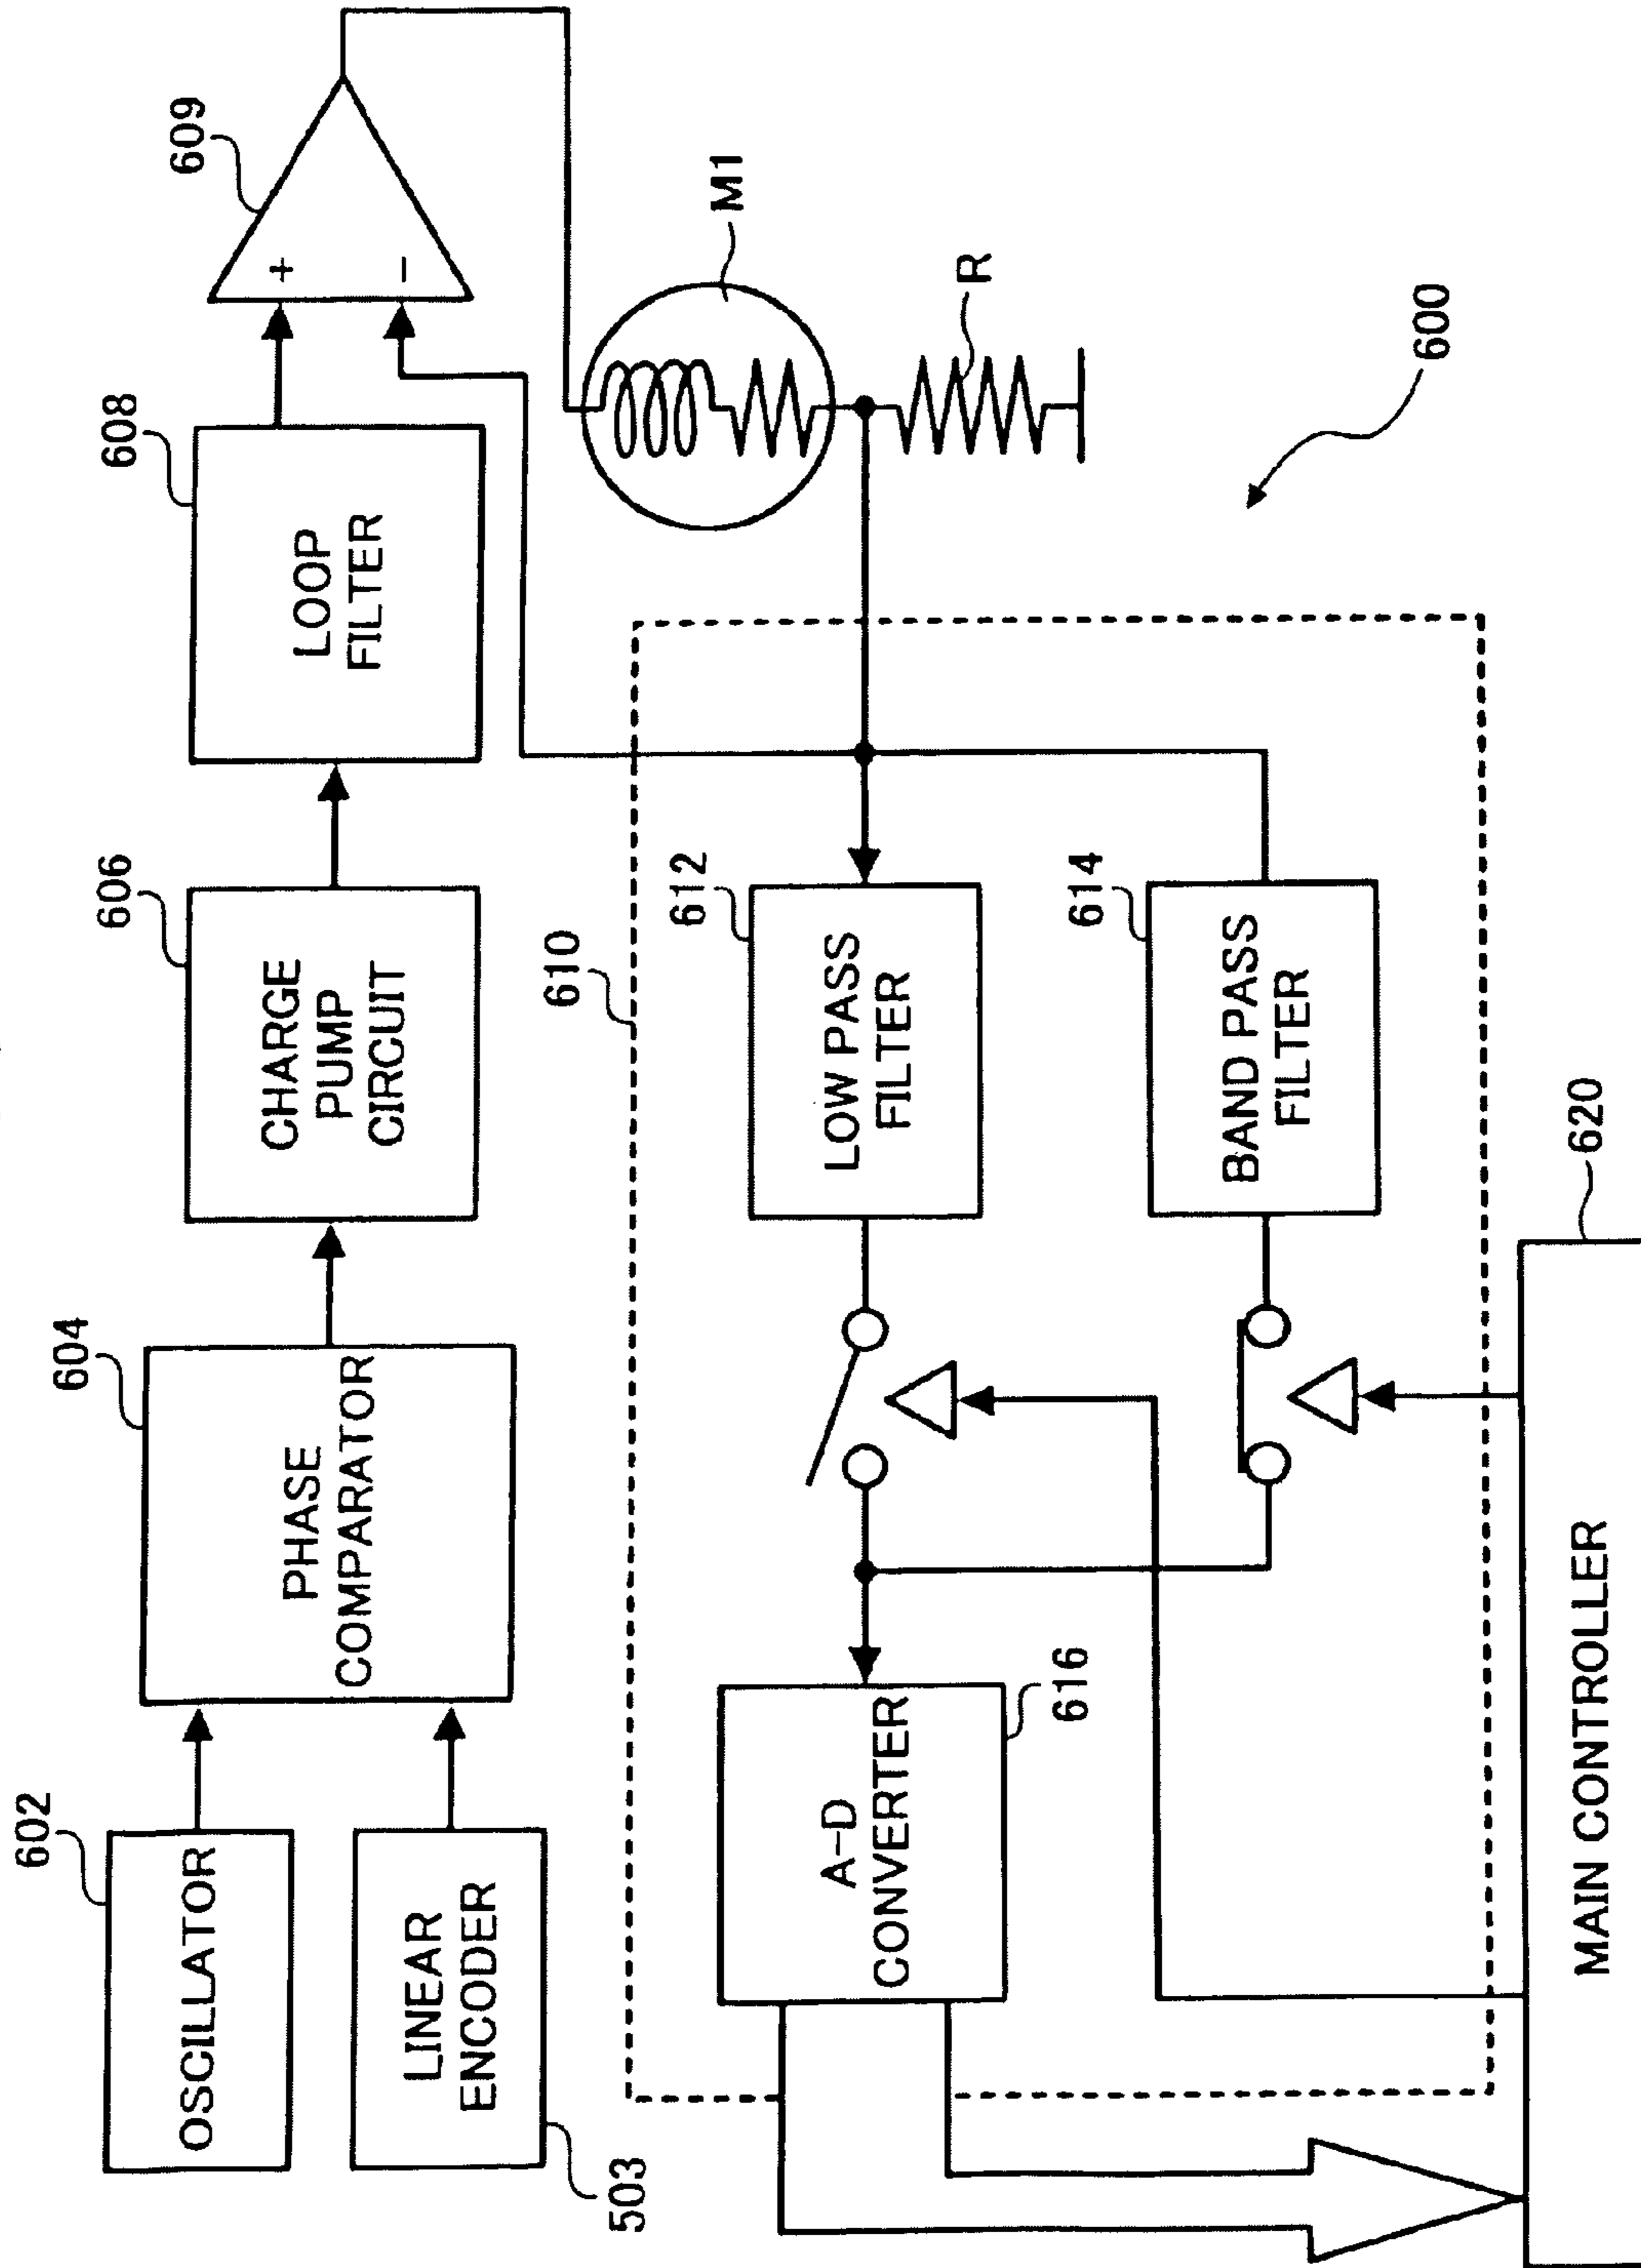 602
OSCILLATOR
LINEAR
ENCODER
503
604
PHASE
COMPARATOR
606
CHARGE
PUMP
CIRCUIT
608
LOOP
FILTER
609
+
−
M1
R
600
610
612
LOW PASS
FILTER
614
BAND PASS
FILTER
A−D
CONVERTER
616
620
MAIN CONTROLLER